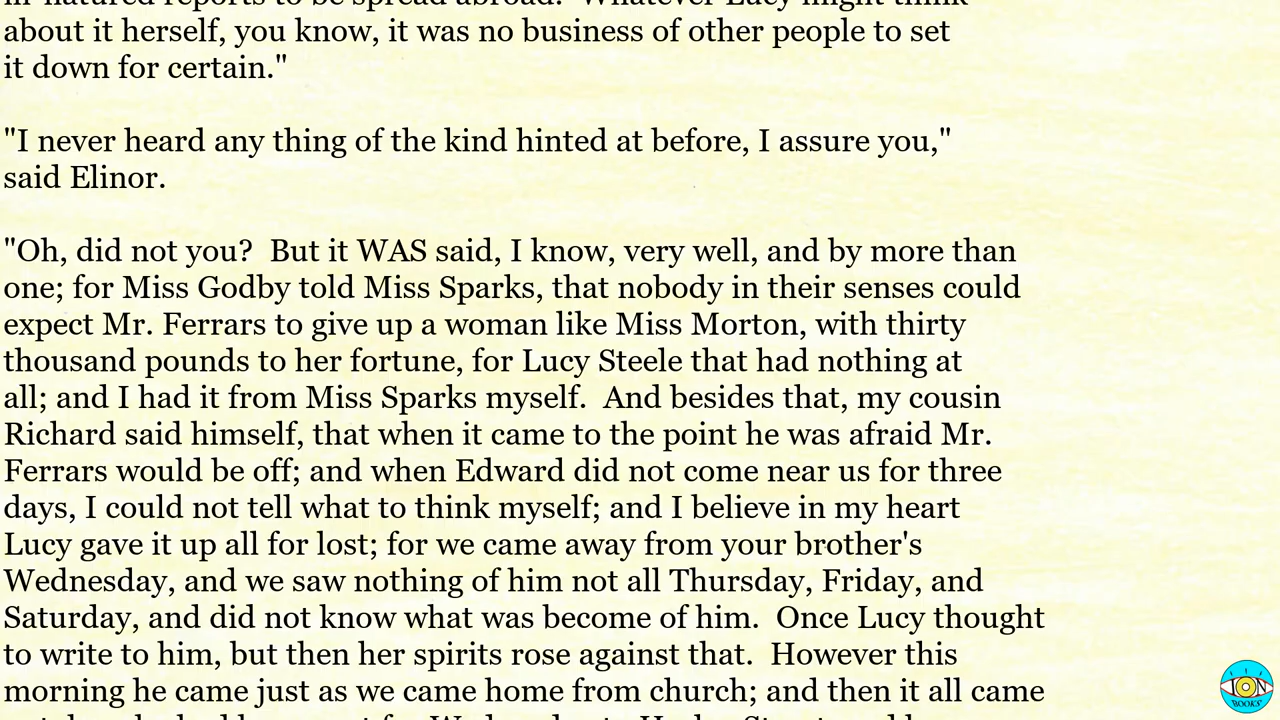 about it herself, you know, it was no business of other people to set
it down for certain."
"I never heard any thing of the kind hinted at before, I assure you,"
said Elinor.
"Oh, did not you?  But it WAS said, I know, very well, and by more than
one; for Miss Godby told Miss Sparks, that nobody in their senses could
expect Mr. Ferrars to give up a woman like Miss Morton, with thirty
thousand pounds to her fortune, for Lucy Steele that had nothing at
all; and I had it from Miss Sparks myself.  And besides that, my cousin
Richard said himself, that when it came to the point he was afraid Mr.
Ferrars would be off; and when Edward did not come near us for three
days, I could not tell what to think myself; and I believe in my heart
Lucy gave it up all for lost; for we came away from your brother's
Wednesday, and we saw nothing of him not all Thursday, Friday, and
Saturday, and did not know what was become of him.  Once Lucy thought
to write to him, but then her spirits rose against that.  However this
morning he came just as we came home from church; and then it all came
ION
BOOKS